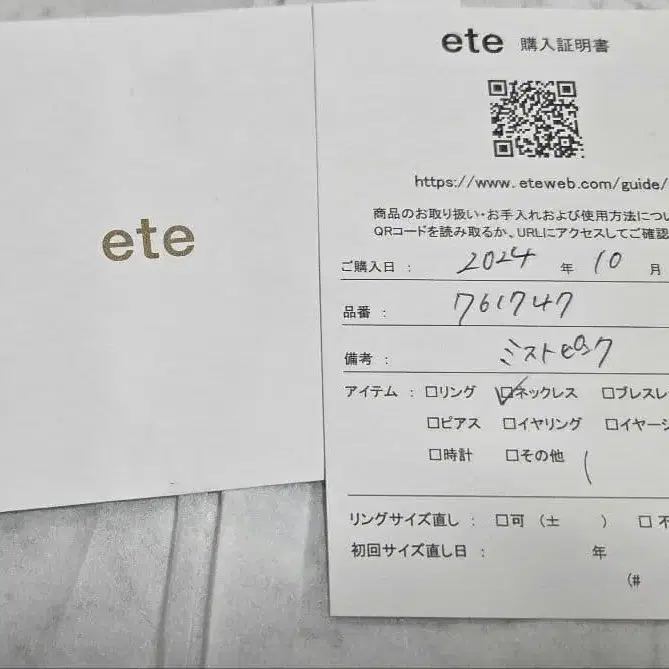 ete
ete 購入証明書
https://www.eteweb.com/guide/
商品のお取り扱い・お手入れおよび使用方法につい
QRコードを読み取るか、URLにアクセスしてご確認
ご購入日 : 2024 年 10 月
品番 : 761747
備考 : ミストピンク
アイテム : □リング ☑ネックレス □ブレスレ
□ピアス □イヤリング □イヤー
□時計 □その他 (
リングサイズ直し : □可 (± ) □不
初回サイズ直し日 : 年
(#